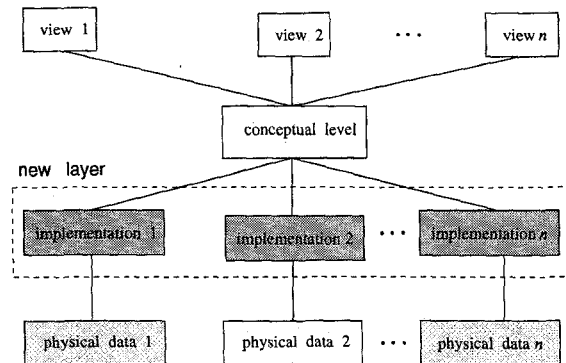 view 1
view 2
...
view n
conceptual level
new layer
implementation 1
implementation 2
...
implementation n
physical data 1
physical data 2
...
physical data n